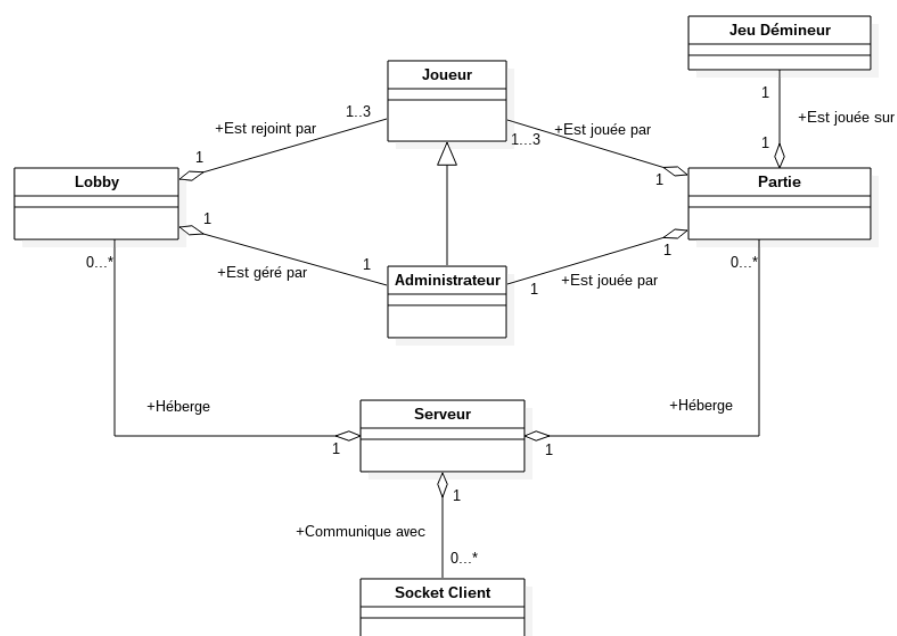 Jeu Démineur
Joueur
1
1..3
+Est rejoint par
+Est jouée par
+Est jouée sur
1...3
1
1
1
Lobby
Partie
1
0...*
+Est géré par
1
Administrateur
1
+Est jouée par
1
0...*
+Héberge
Serveur
+Héberge
1
1
1
+Communique avec
0...*
Socket Client